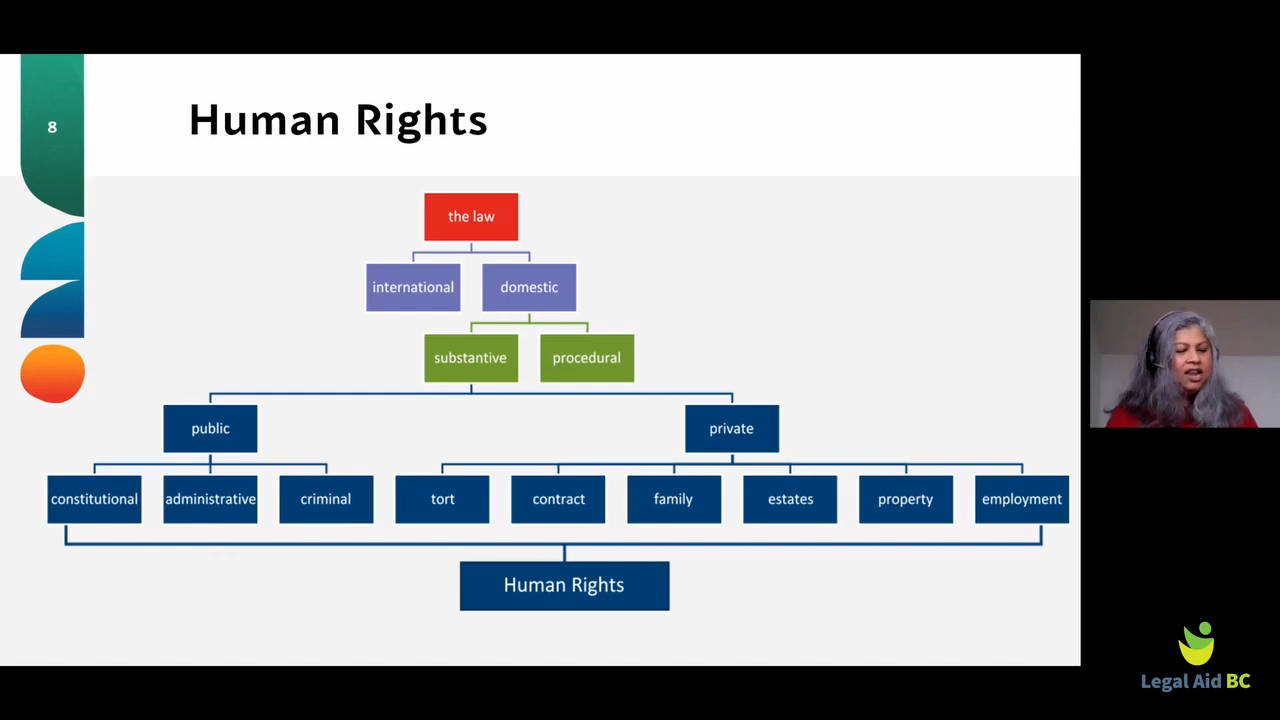 8
Human Rights
the law
international
domestic
substantive
procedural
public
private
constitutional
administrative
criminal
tort
contract
family
estates
property
employment
Human Rights
Legal Aid BC